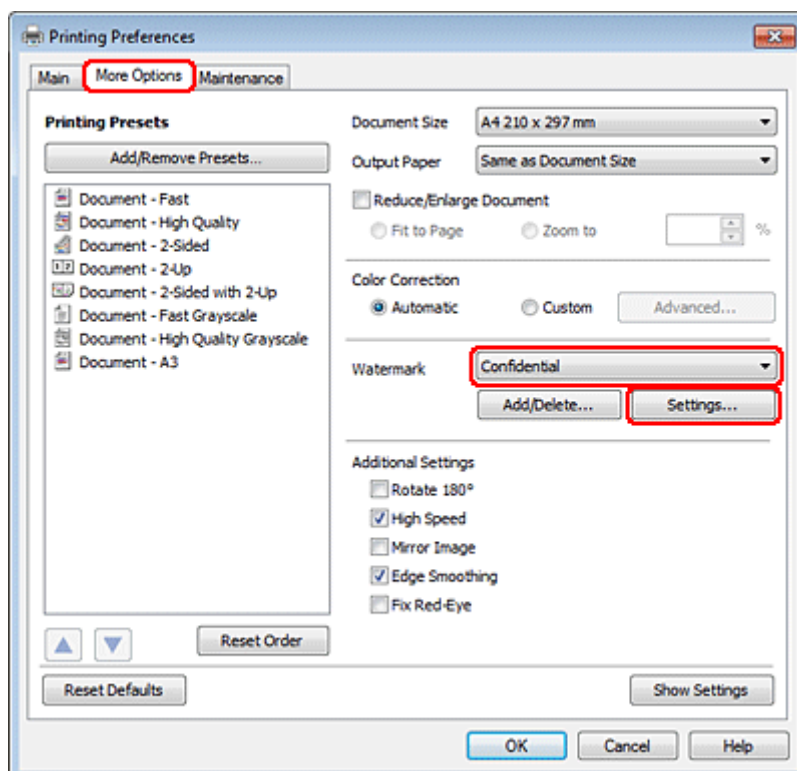 Printing Preferences
Main More Options Maintenance
Printing Presets
Add/Remove Presets...
Document - Fast
Document - High Quality
Document - 2-Sided
Document - 2-Up
Document - 2-Sided with 2-Up
Document - Fast Grayscale
Document - High Quality Grayscale
Document - A3
Reset Order
Document Size A4 210 x 297 mm
Output Paper Same as Document Size
Reduce/Enlarge Document
Fit to Page Zoom to %
Color Correction
Automatic Custom Advanced...
Watermark Confidential
Add/Delete... Settings...
Additional Settings
Rotate 180°
High Speed
Mirror Image
Edge Smoothing
Fix Red-Eye
Reset Defaults Show Settings
OK Cancel Help